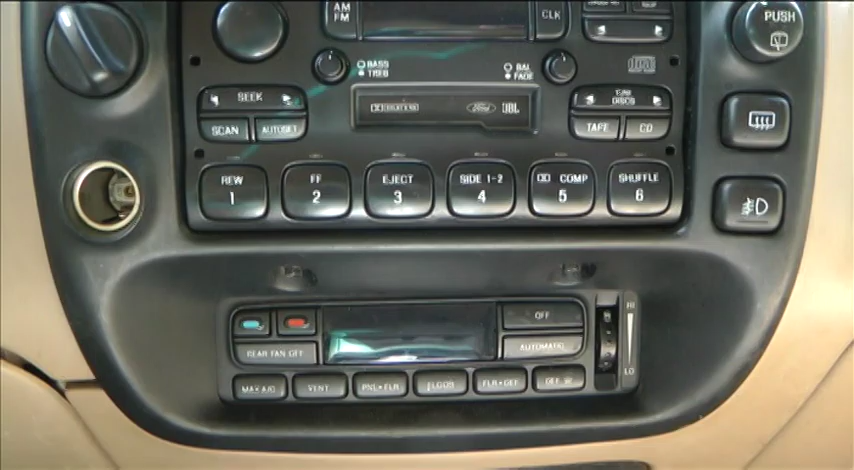 AM
FM
CLK
PUSH
BASS
TREB
BAL
FADE
SEEK
TUNE
DISCS
SCAN
AUTOSET
Ford JBL
TAPE
CD
REW
1
FF
2
EJECT
3
SIDE 1-2
4
COMP
5
SHUFFLE
6
OFF
HI
REAR FAN OFF
AUTOMATIC
LO
MAX A/C
VENT
PNL•FLR
FLOOR
FLR•DEF
DEF